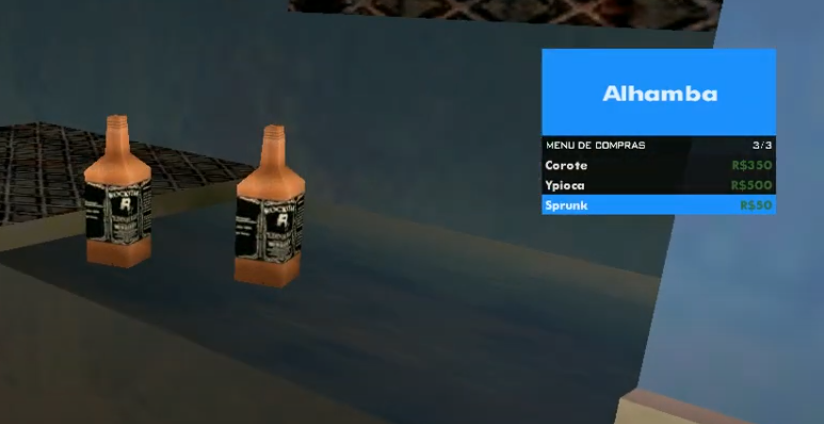 Alhamba
MENU DE COMPRAS 3/3
Corote R$350
Ypioca R$500
Sprunk R$50